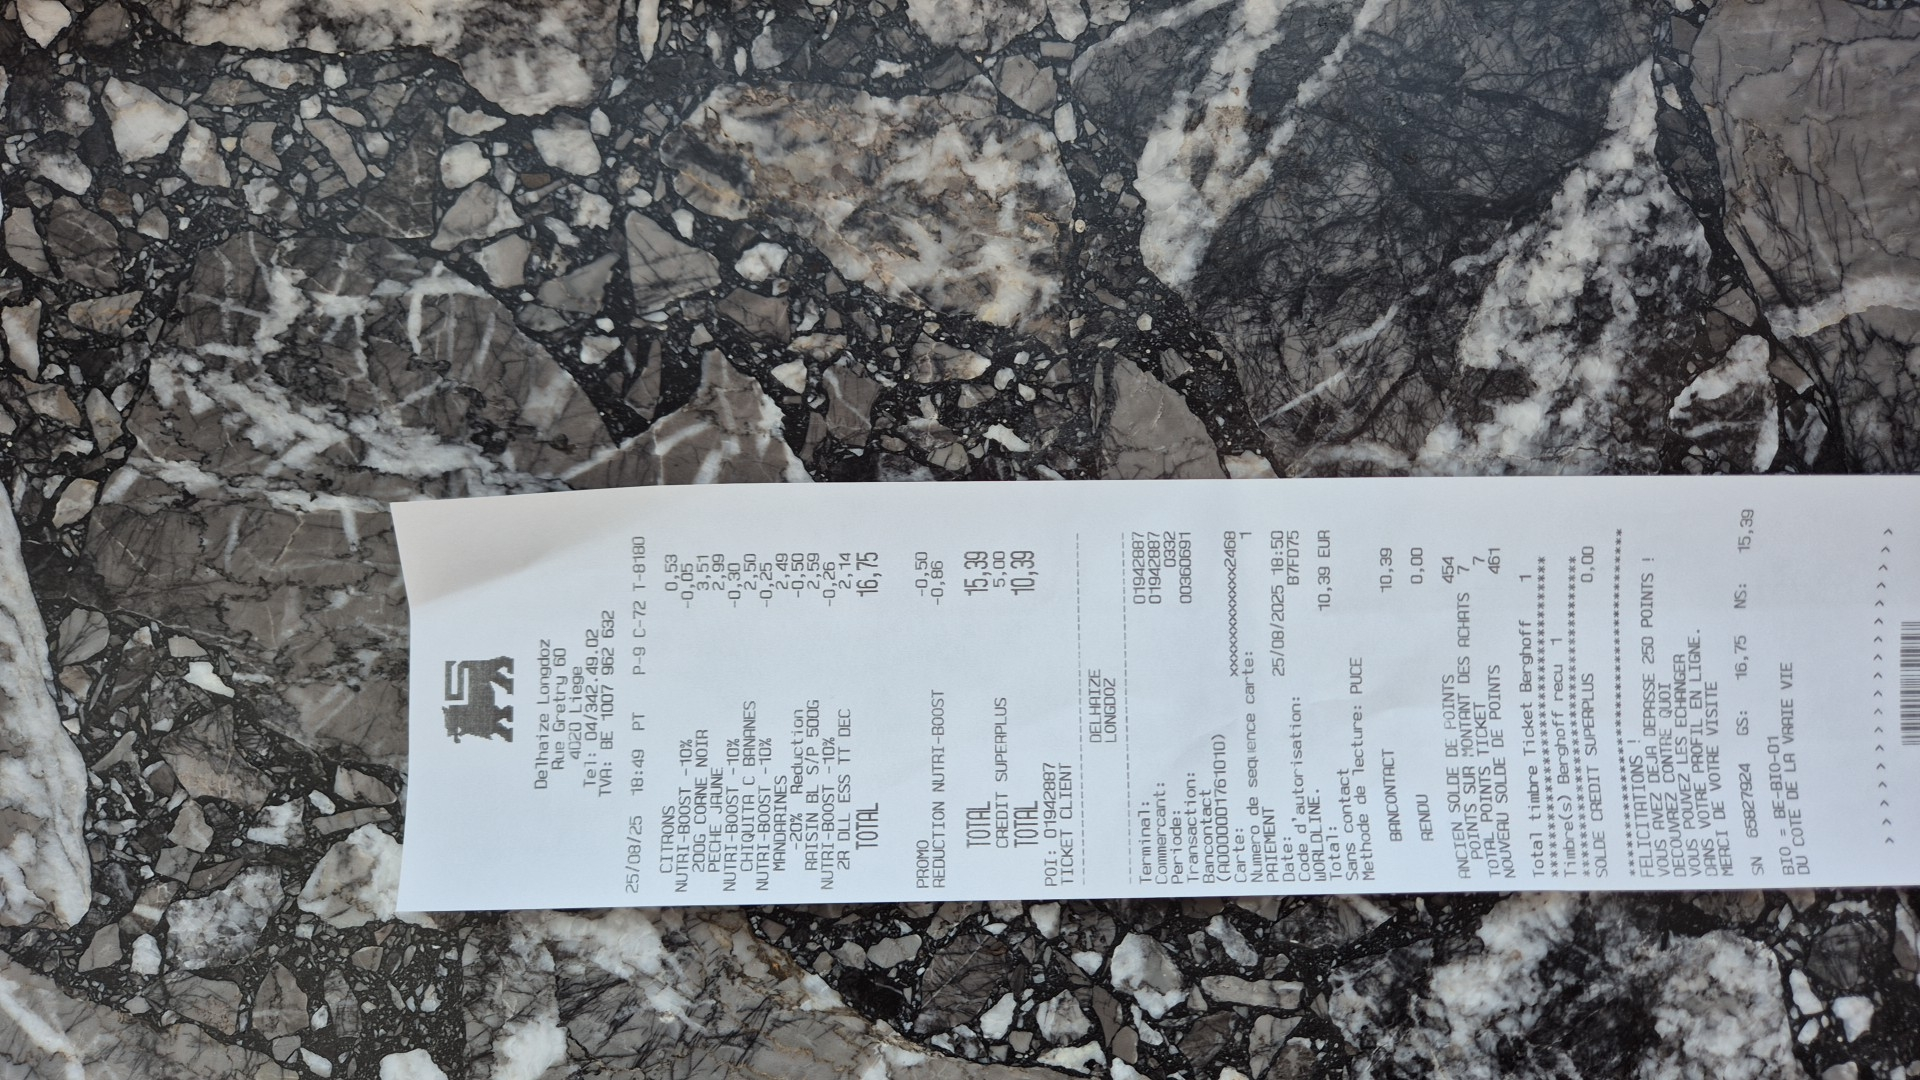 Delhaize Longdoz
Rue Gretry 60
4020 Liege
Tel: 04/342.49.02
TVA: BE 1007 962 632
25/08/25 18:49 PT P-9 C-72 T-8180
CITRONS 0,53
NUTRI-BOOST -10% -0,05
200G CORNE NOIR 3,51
PECHE JAUNE 2,99
NUTRI-BOOST -10% -0,30
CHIQUITA C BANANES 2,50
NUTRI-BOOST -10% -0,25
MANDARINES 2,49
-20% Reduction -0,50
RAISIN BL S/P 500G 2,59
NUTRI-BOOST -10% -0,26
2R DLL ESS TT DEC 2,14
TOTAL 16,75
PROMO -0,50
REDUCTION NUTRI-BOOST -0,86
TOTAL 15,39
CREDIT SUPERPLUS 5,00
TOTAL 10,39
POI: 01942887
TICKET CLIENT
DELHAIZE
LONGDOZ
Terminal: 01942887
Commercant: 01942887
Periode: 0332
Transaction: 00360691
Bancontact
(A0000001761010)
Carte: xxxxxxxxxxxxx2468
Numero de sequence carte: 1
PAIEMENT
Date: 25/08/2025 18:50
Code d'autorisation: B7F075
WORLDLINE.
Total: 10,39 EUR
Sans contact
Methode de lecture: PUCE
BANCONTACT 10,39
RENDU 0,00
ANCIEN SOLDE DE POINTS 454
POINTS SUR MONTANT DES ACHATS 7
TOTAL POINTS TICKET 7
NOUVEAU SOLDE DE POINTS 461
Total timbre Ticket Berghoff 1
****************************************
Timbre(s) Berghoff recu 1
****************************************
SOLDE CREDIT SUPERPLUS 0,00
****************************************
FELICITATIONS !
VOUS AVEZ DEJA DEPASSE 250 POINTS !
DECOUVREZ CONTRE QUOI
VOUS POUVEZ LES ECHANGER
DANS VOTRE PROFIL EN LIGNE.
MERCI DE VOTRE VISITE
SN 65827924 GS: 16,75 NS: 15,39
BIO = BE-BIO-01
DU COTE DE LA VRAIE VIE